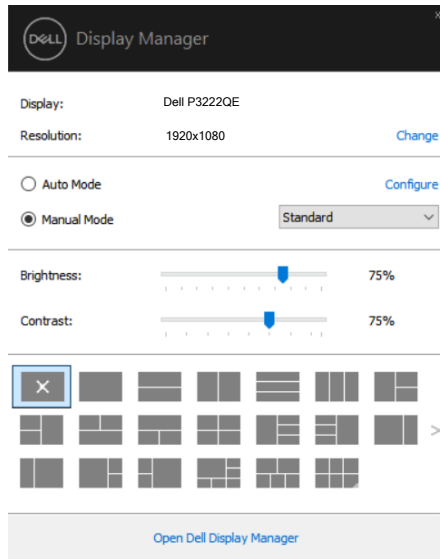 DELL Display Manager
Display: Dell P3222QE
Resolution: 1920x1080 Change
Auto Mode Configure
Manual Mode Standard
Brightness: 75%
Contrast: 75%
Open Dell Display Manager